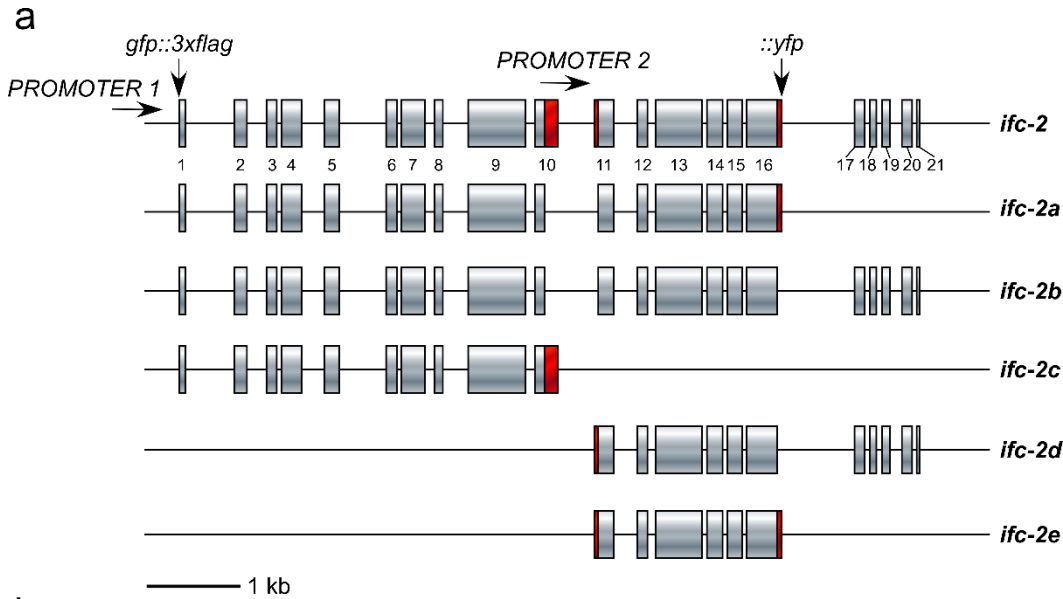 a
gfp::3xflag
::yfp
PROMOTER 1
PROMOTER 2
ifc-2
1 2 3 4 5 6 7 8 9 10 11 12 13 14 15 16 17 18 19 20 21
ifc-2a
ifc-2b
ifc-2c
ifc-2d
ifc-2e
1 kb